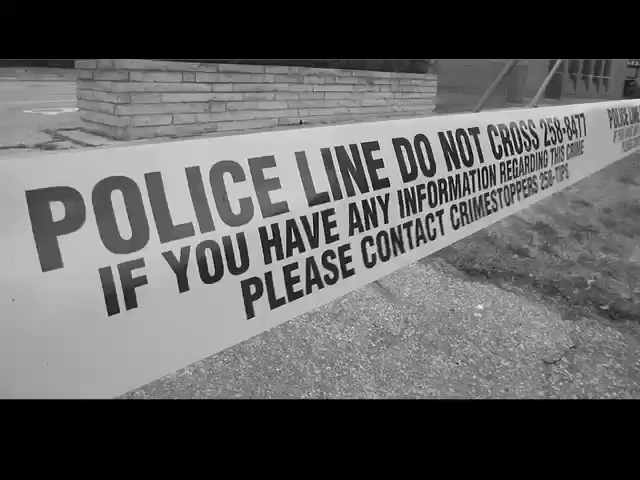 POLICE LINE DO NOT CROSS 258-8477
IF YOU HAVE ANY INFORMATION REGARDING THIS CRIME
PLEASE CONTACT CRIMESTOPPERS 258-TIPS
POLICE LINE